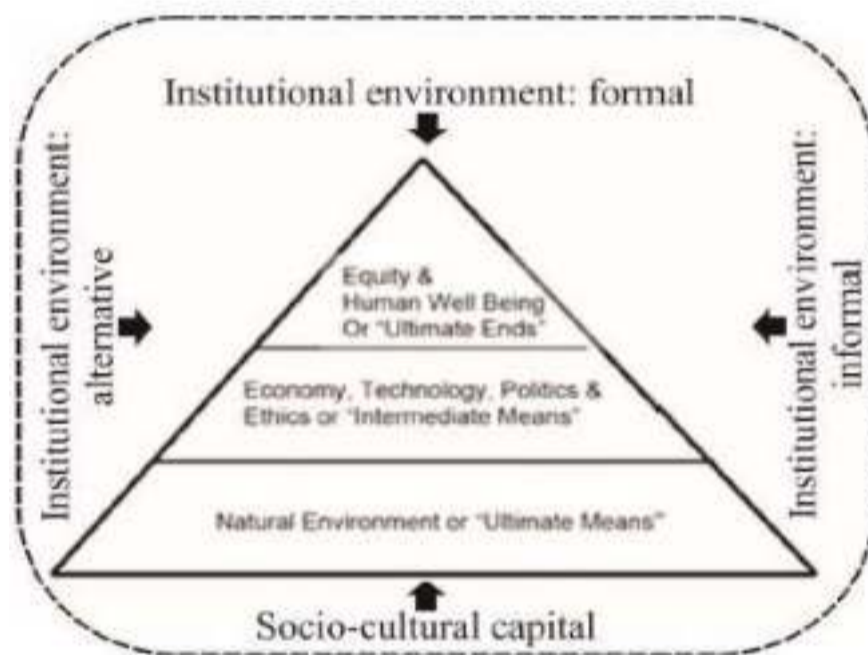 Institutional environment: formal
Institutional environment:
alternative
Equity &
Human Well Being
Or "Ultimate Ends"
Economy, Technology, Politics &
Ethics or "Intermediate Means"
Natural Environment or "Ultimate Means"
Institutional environment:
informal
Socio-cultural capital